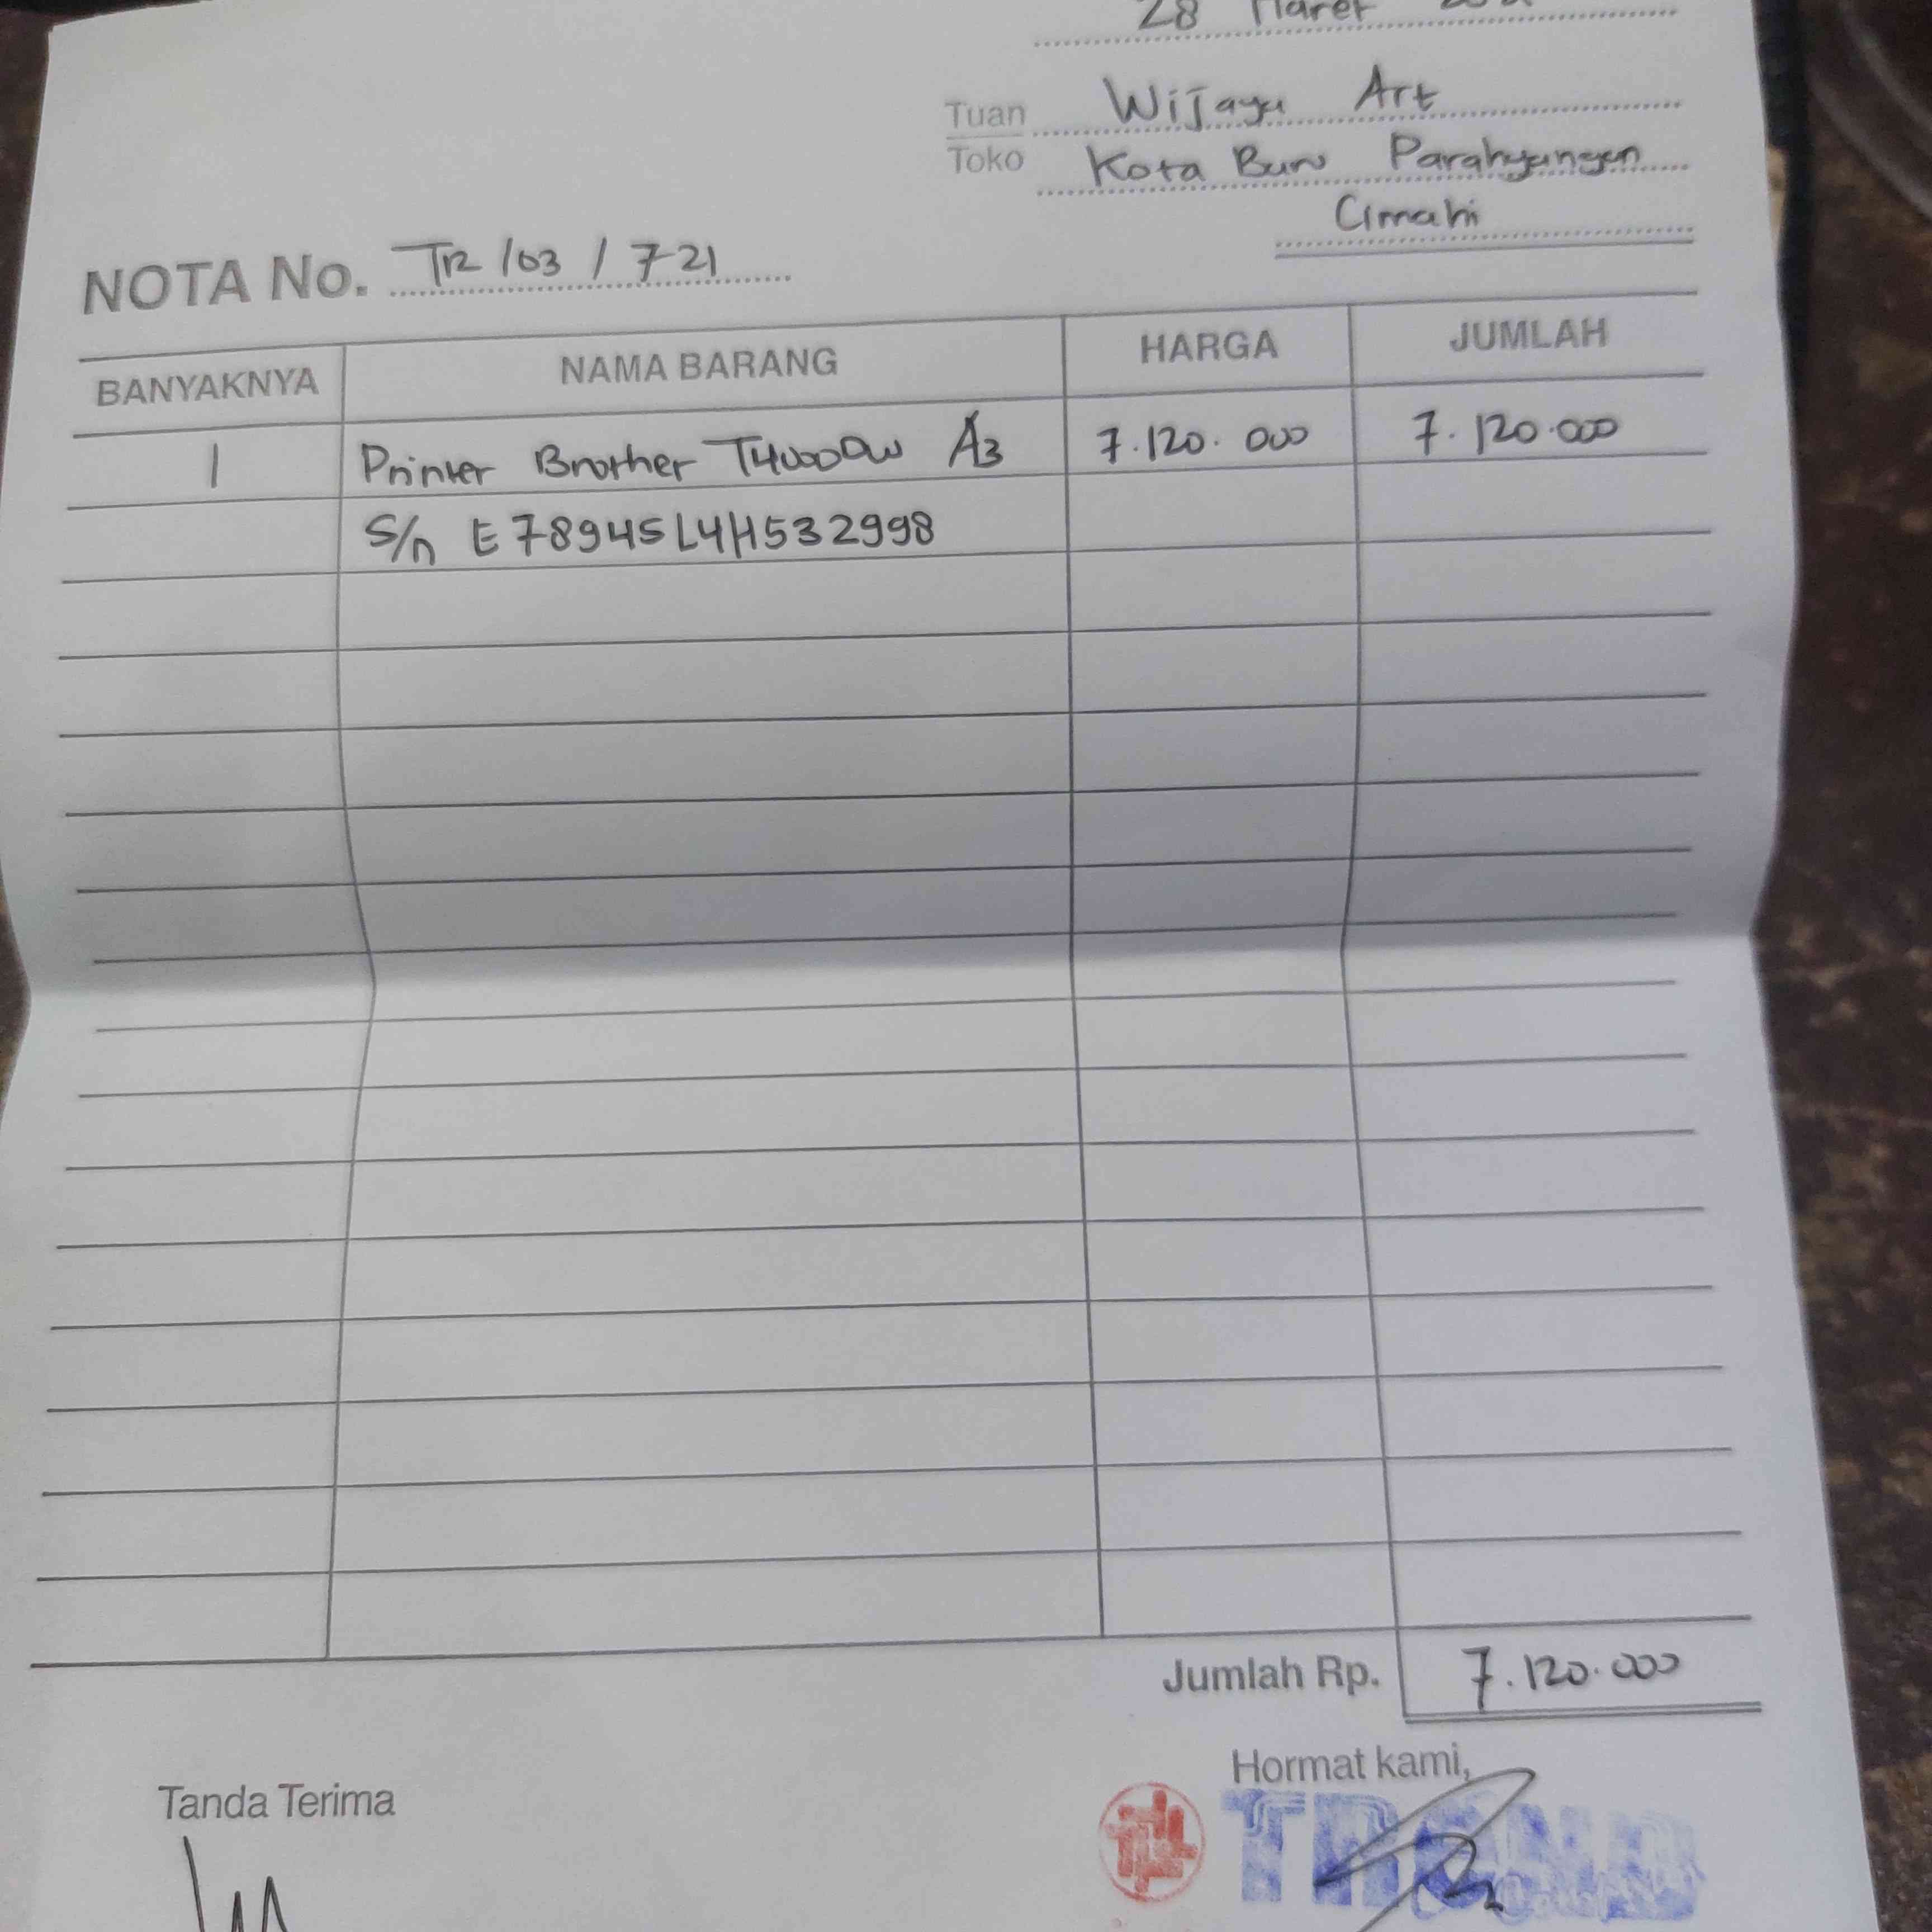 28 Maret
Tuan Wijaya Art
Toko Kota Baru Parahyangan
Cimahi
NOTA No. TR / 03 / 721
BANYAKNYA NAMA BARANG HARGA JUMLAH
1 Printer Brother T4000DW A3 7.120.000 7.120.000
S/n E78945L4H532998
Jumlah Rp. 7.120.000
Tanda Terima Hormat kami,